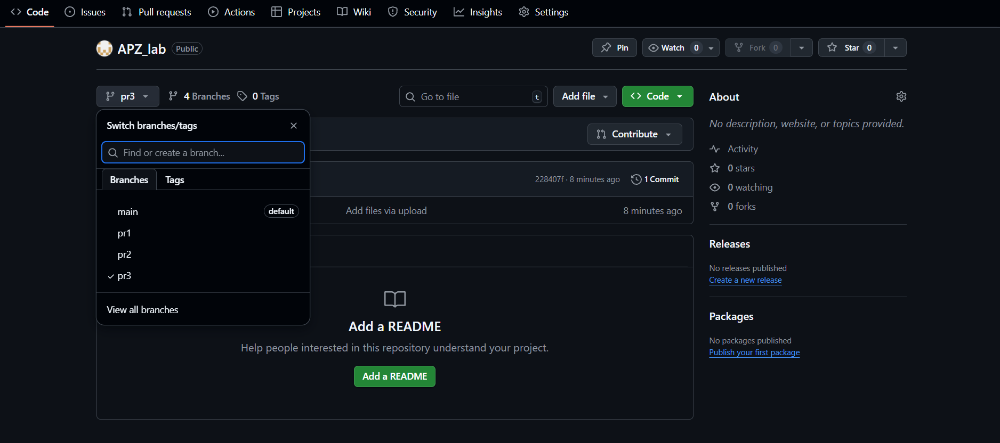 Code Issues Pull requests Actions Projects Wiki Security Insights Settings
APZ_lab Public Pin Watch 0 Fork 0 Star 0
pr3 4 Branches 0 Tags Go to file t Add file Code
Switch branches/tags
Find or create a branch...
Branches Tags
main default
pr1
pr2
pr3
View all branches
Contribute
228407f · 8 minutes ago 1 Commit
Add files via upload 8 minutes ago
Add a README
Help people interested in this repository understand your project.
Add a README
About
No description, website, or topics provided.
Activity
0 stars
0 watching
0 forks
Releases
No releases published
Create a new release
Packages
No packages published
Publish your first package